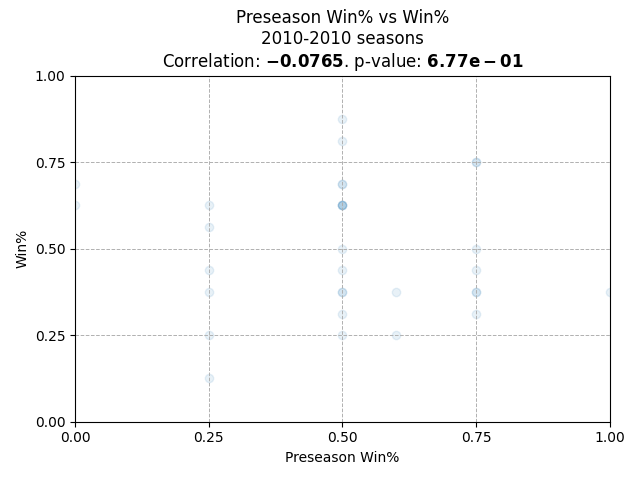 Preseason Win% vs Win%
2010-2010 seasons
Correlation: −0.0765. p-value: 6.77e − 01
1.00
0.75
0.50
0.25
0.00
Win%
0.00 0.25 0.50 0.75 1.00
Preseason Win%